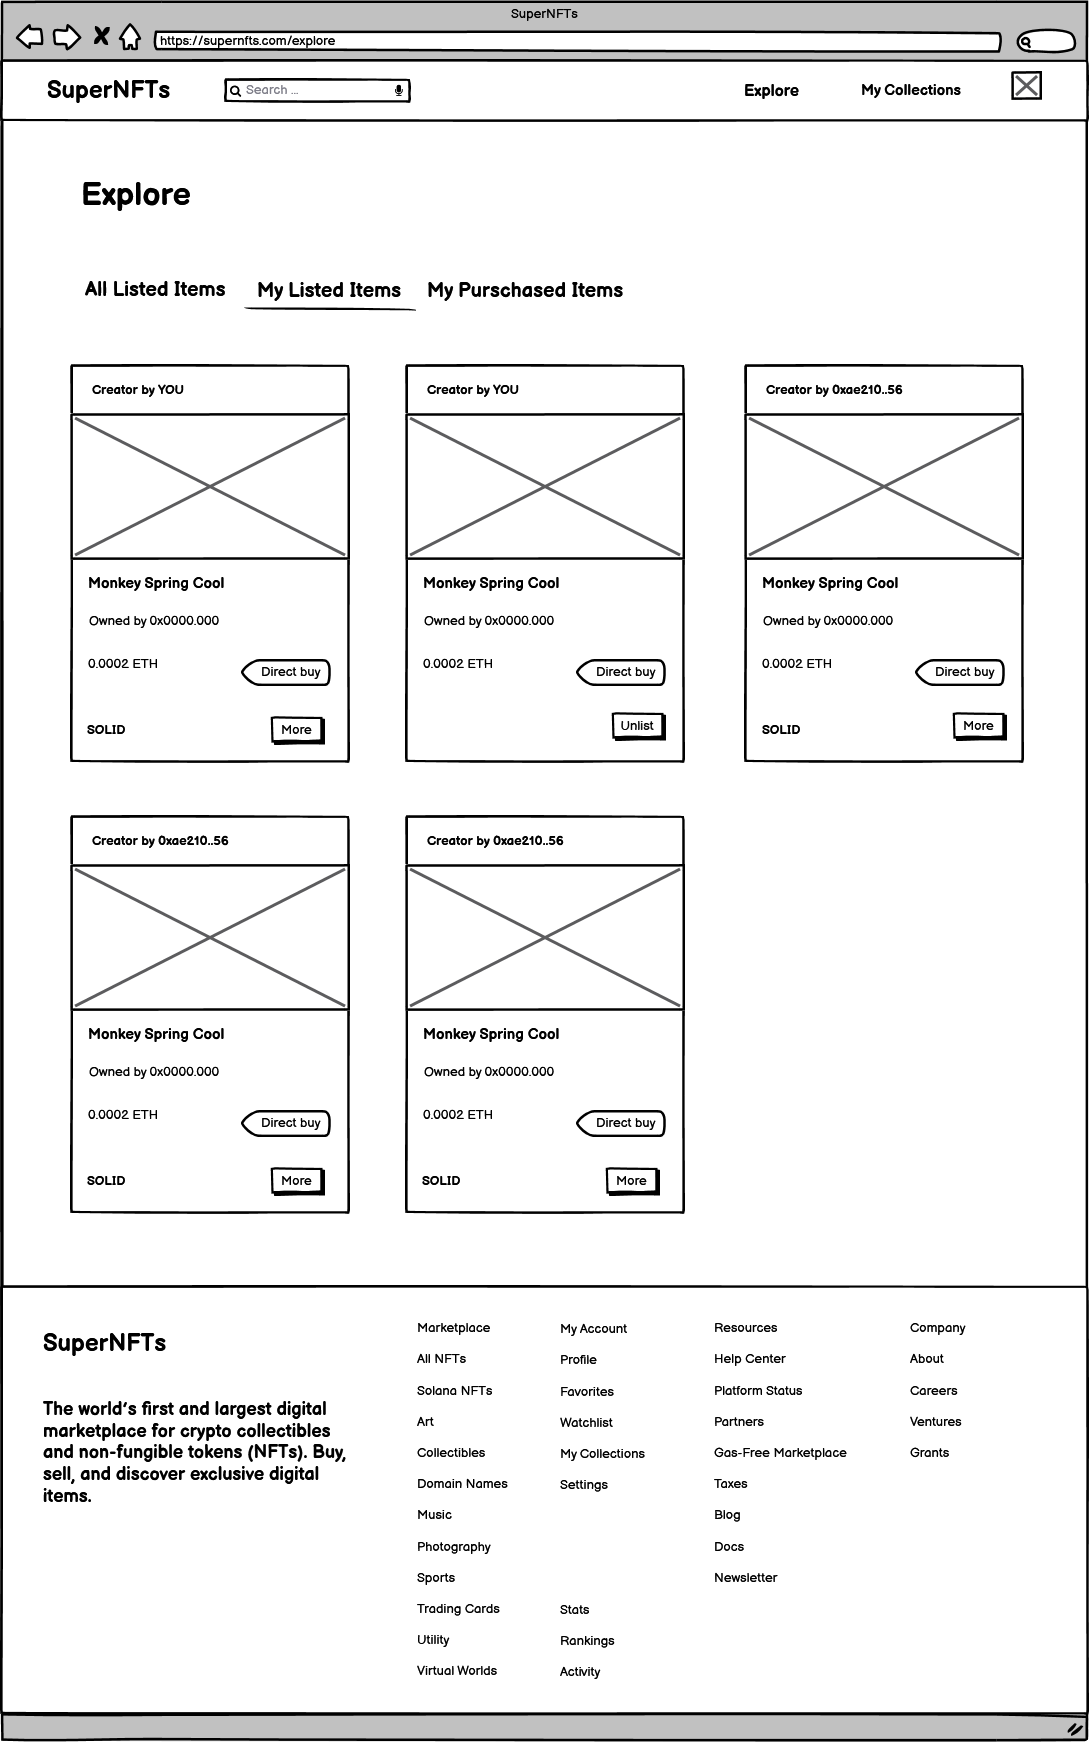 SuperNFTs
https://supernfts.com/explore
SuperNFTs
Search ...
Explore
My Collections
Explore
All Listed Items
My Listed Items
My Purschased Items
Creator by YOU
Monkey Spring Cool
Owned by 0x0000.000
0.0002 ETH
Direct buy
SOLID
More
Creator by YOU
Monkey Spring Cool
Owned by 0x0000.000
0.0002 ETH
Direct buy
Unlist
Creator by 0xae210..56
Monkey Spring Cool
Owned by 0x0000.000
0.0002 ETH
Direct buy
SOLID
More
Creator by 0xae210..56
Monkey Spring Cool
Owned by 0x0000.000
0.0002 ETH
Direct buy
SOLID
More
Creator by 0xae210..56
Monkey Spring Cool
Owned by 0x0000.000
0.0002 ETH
Direct buy
SOLID
More
SuperNFTs
The world's first and largest digital
marketplace for crypto collectibles
and non-fungible tokens (NFTs). Buy,
sell, and discover exclusive digital
items.
Marketplace
All NFTs
Solana NFTs
Art
Collectibles
Domain Names
Music
Photography
Sports
Trading Cards
Utility
Virtual Worlds
My Account
Profile
Favorites
Watchlist
My Collections
Settings
Stats
Rankings
Activity
Resources
Help Center
Platform Status
Partners
Gas-Free Marketplace
Taxes
Blog
Docs
Newsletter
Company
About
Careers
Ventures
Grants